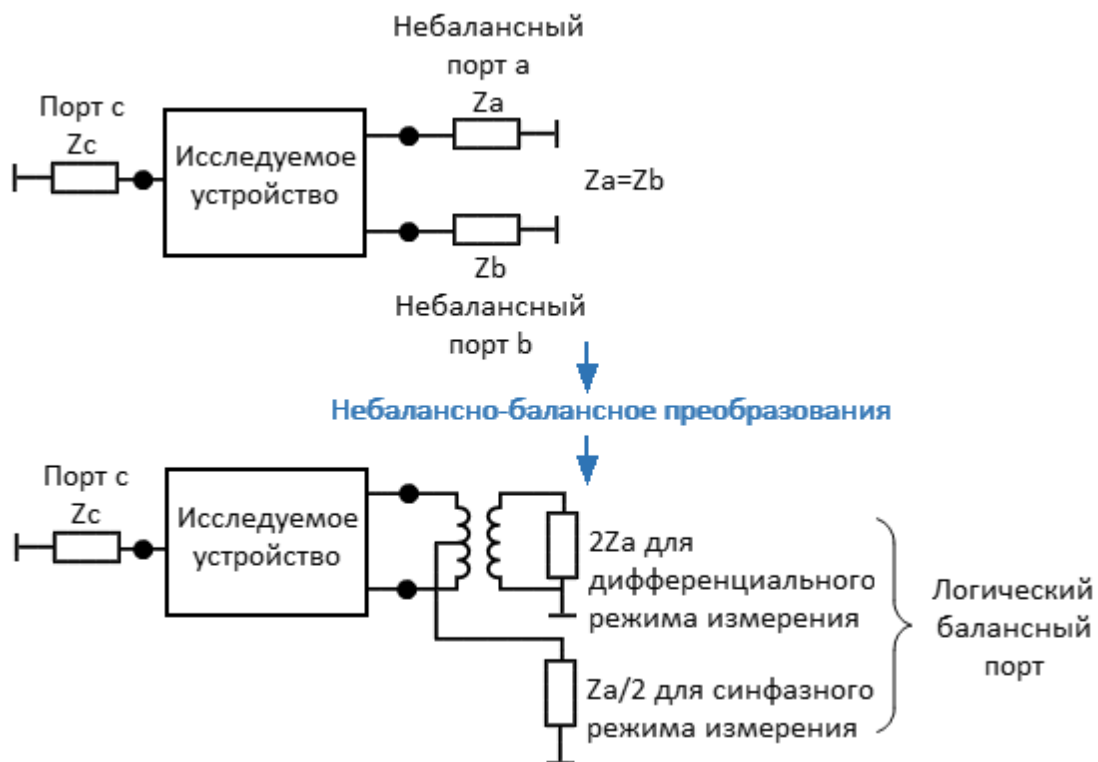 Небалансный
порт a
Za
Порт c
Zc
Исследуемое
устройство
Za=Zb
Zb
Небалансный
порт b
Небалансно-балансное преобразования
Порт c
Zc
Исследуемое
устройство
2Za для
дифференциального
режима измерения
Za/2 для синфазного
режима измерения
Логический
балансный
порт